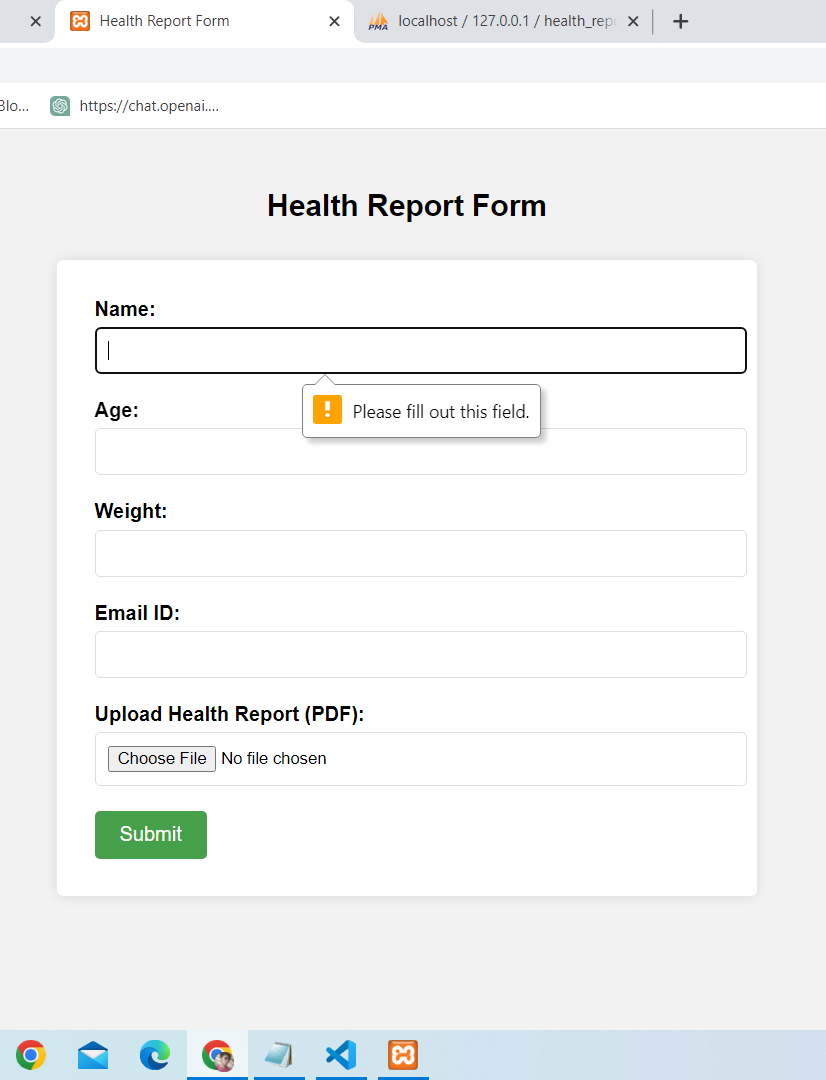 Health Report Form
localhost / 127.0.0.1 / health_repo
Blo...
https://chat.openai....
Health Report Form
Name:
Please fill out this field.
Age:
Weight:
Email ID:
Upload Health Report (PDF):
Choose File No file chosen
Submit